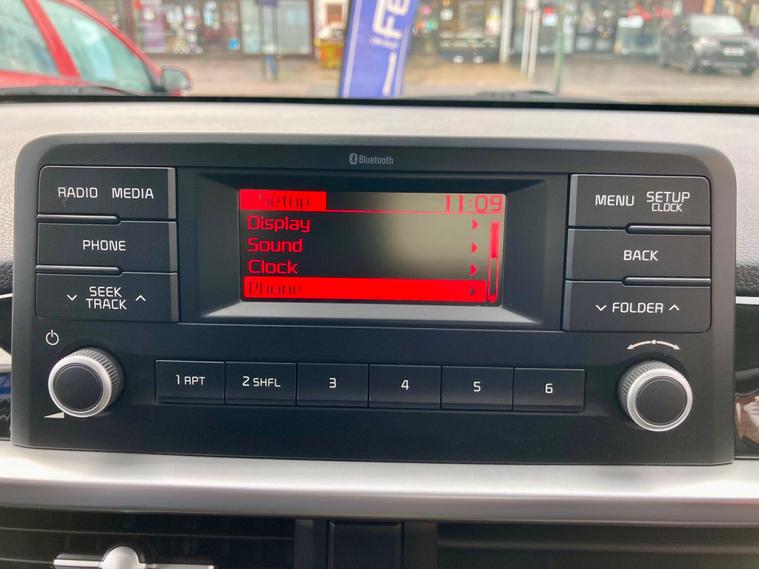 FE
Bluetooth
RADIO MEDIA
PHONE
SEEK
TRACK
Setup 11:09
Display
Sound
Clock
Phone
MENU SETUP
CLOCK
BACK
FOLDER
1 RPT
2 SHFL
3
4
5
6